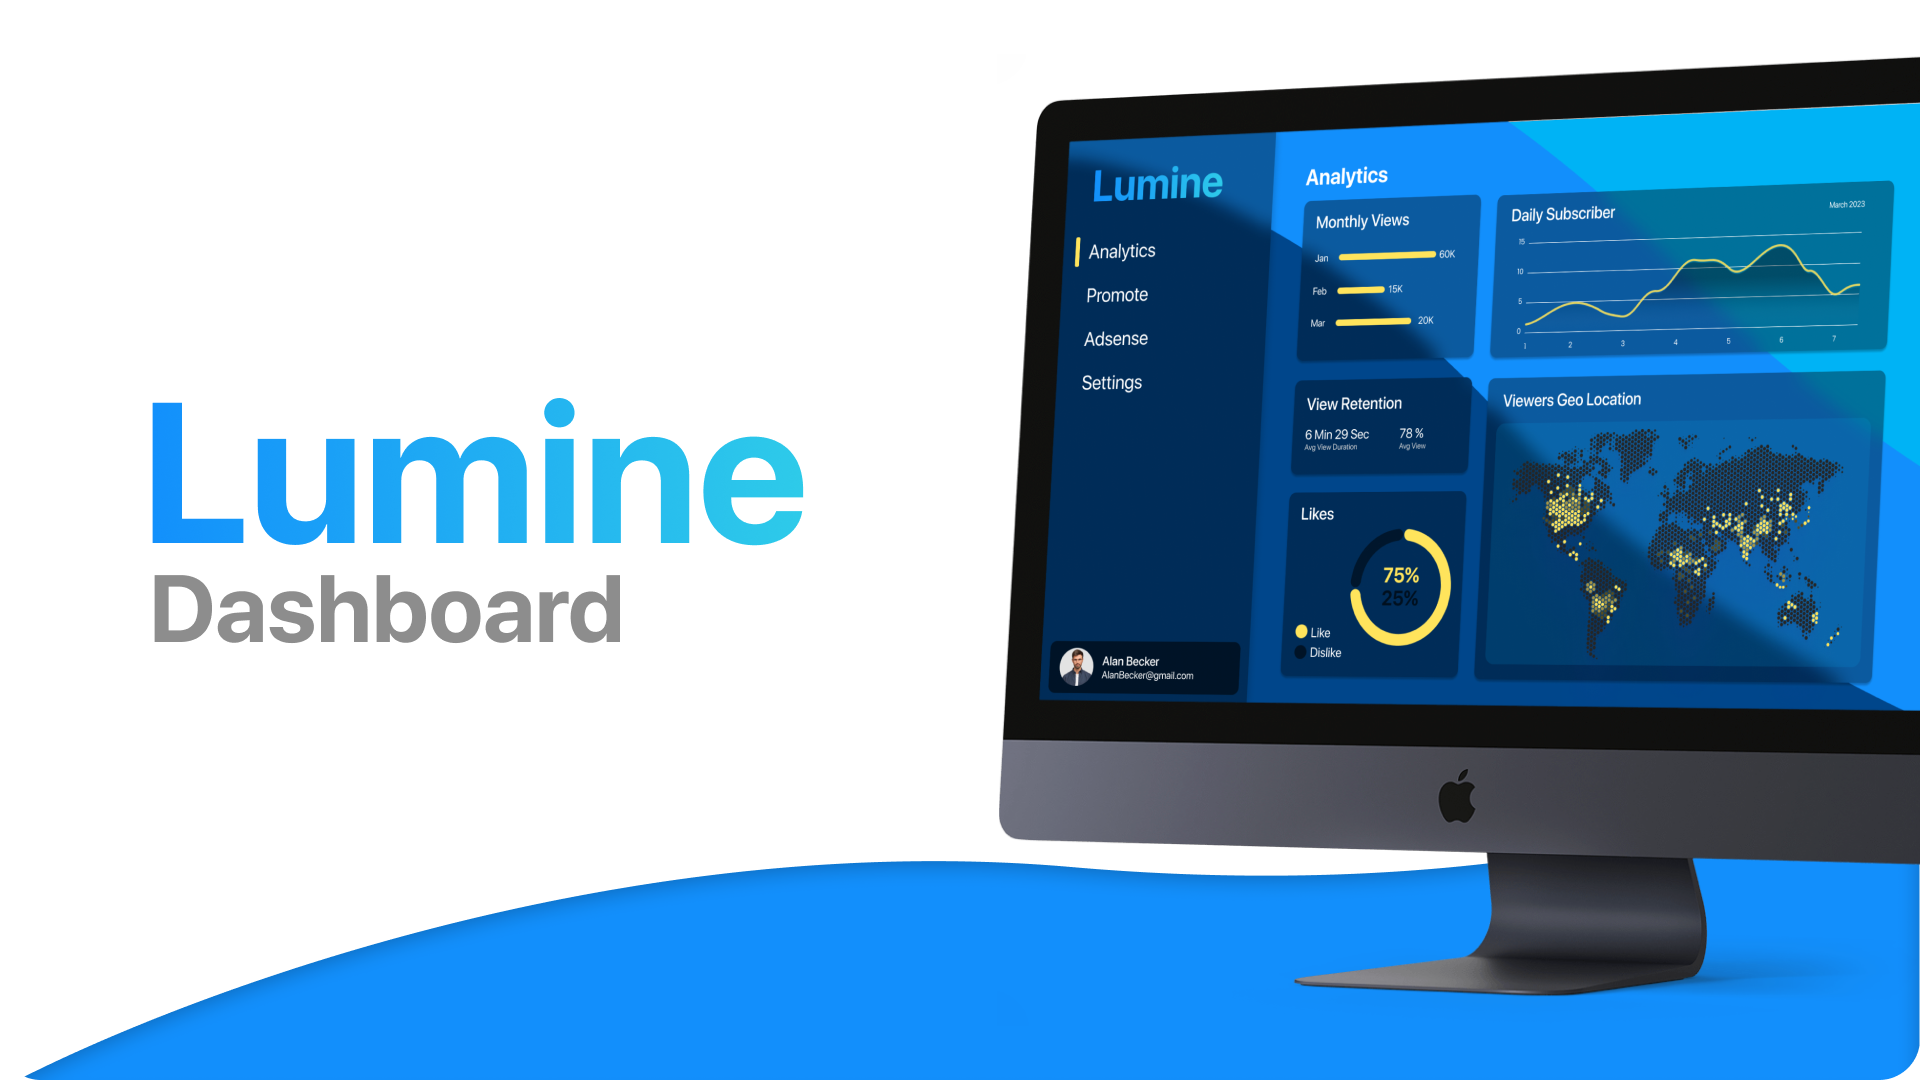 Lumine
Dashboard
Lumine
Analytics
Promote
Adsense
Settings
Alan Becker
AlanBecker@gmail.com
Analytics
Monthly Views
Jan 60K
Feb 15K
Mar 20K
Daily Subscriber
March 2023
15
10
5
0
1 2 3 4 5 6 7
View Retention
6 Min 29 Sec 78 %
Avg View Duration Avg View
Likes
75%
25%
Like
Dislike
Viewers Geo Location